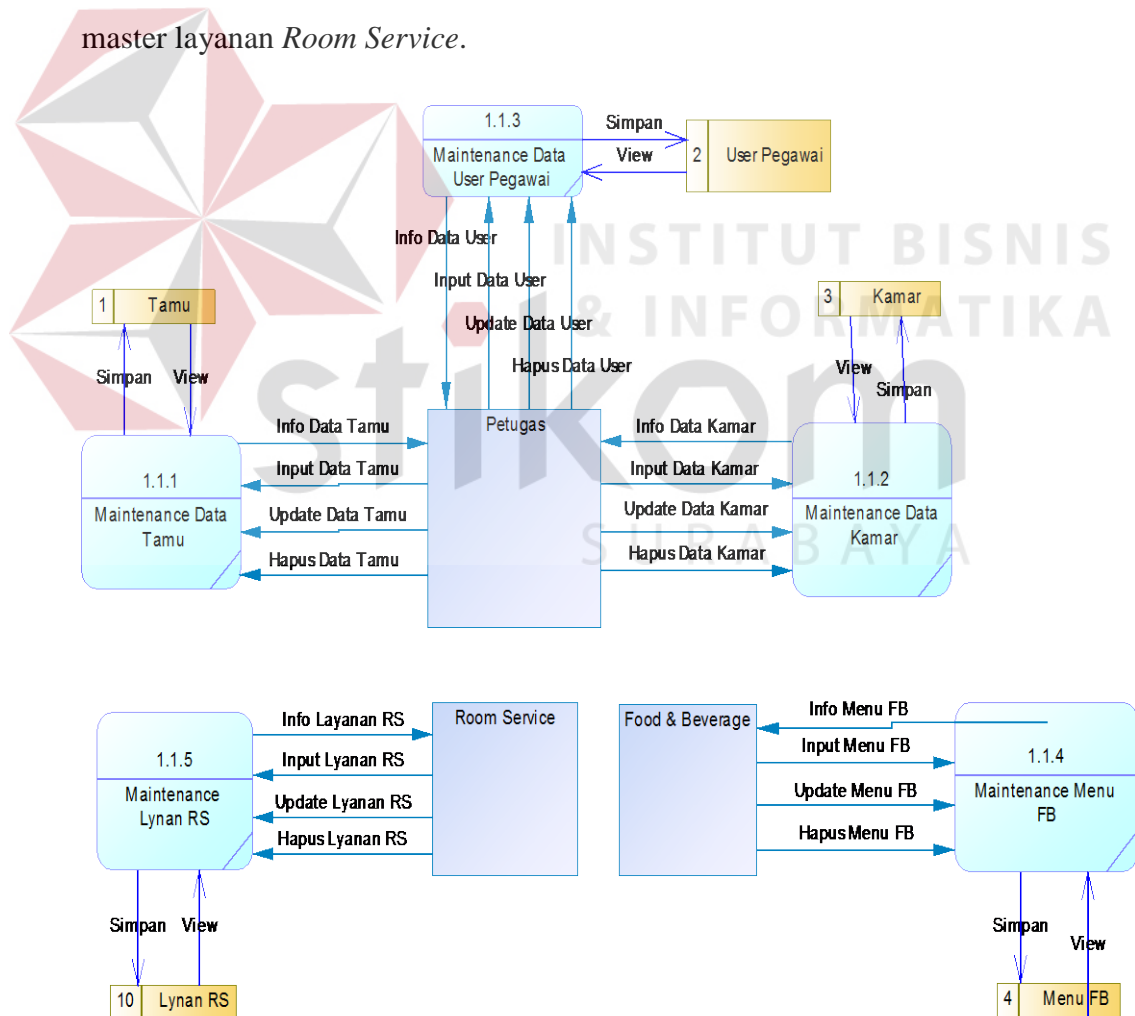 master layanan Room Service.
1.1.3
Maintenance Data
User Pegawai
Simpan
View
2
User Pegawai
INSTITUT BISNIS
& INFORMATIKA
stikom
SURABAYA
Info Data User
Input Data User
Update Data User
Hapus Data User
1
Tamu
Simpan
View
3
Kamar
View
Simpan
1.1.1
Maintenance Data
Tamu
Info Data Tamu
Input Data Tamu
Update Data Tamu
Hapus Data Tamu
Petugas
Info Data Kamar
Input Data Kamar
Update Data Kamar
Hapus Data Kamar
1.1.2
Maintenance Data
Kamar
1.1.5
Maintenance
Lynan RS
Info Layanan RS
Input Lyanan RS
Update Lyanan RS
Hapus Lyanan RS
Room Service
Food & Beverage
Info Menu FB
Input Menu FB
Update Menu FB
Hapus Menu FB
1.1.4
Maintenance Menu
FB
Simpan
View
10
Lynan RS
Simpan
View
4
Menu FB